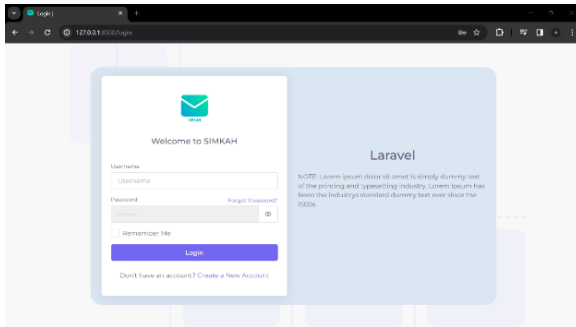 Login |
127.0.0.1:8000/login
SIMKAH
Welcome to SIMKAH
Username
Username
Password
Forgot Password?
Remember Me
Login
Don't have an account? Create a New Account
Laravel
NOTE: Lorem ipsum dolor sit amet is simply dummy text
of the printing and typesetting industry. Lorem Ipsum has
been the industrys standard dummy text ever since the
1500s.